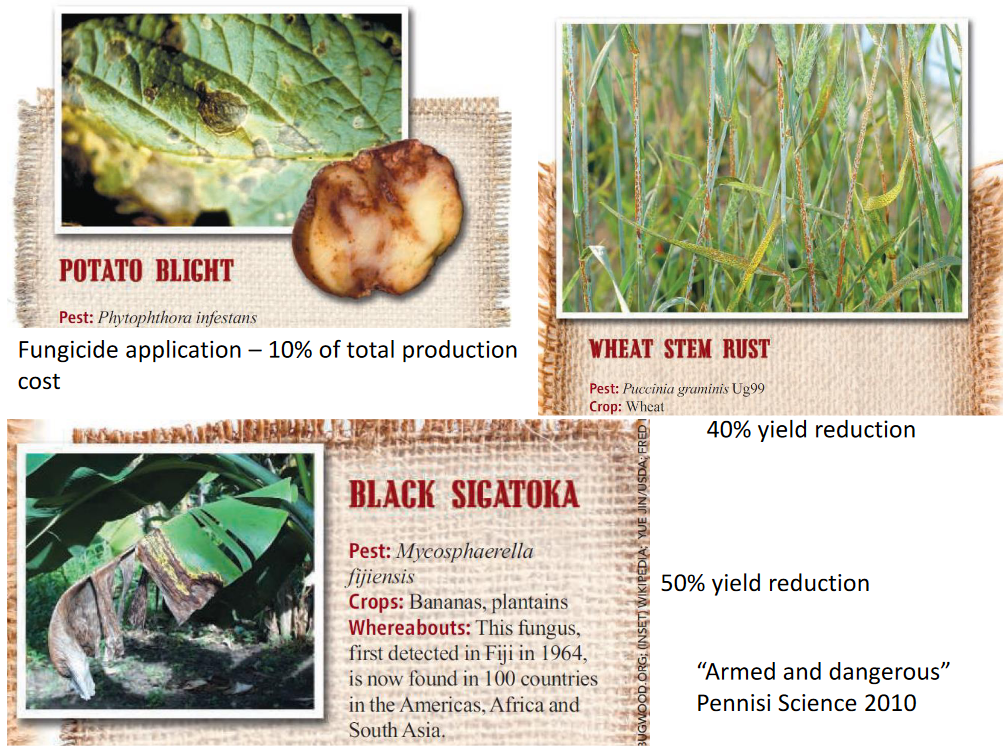 POTATO BLIGHT
Pest: Phytophthora infestans
Fungicide application – 10% of total production
cost
WHEAT STEM RUST
Pest: Puccinia graminis Ug99
Crop: Wheat
40% yield reduction
BLACK SIGATOKA
Pest: Mycosphaerella
fijiensis
Crops: Bananas, plantains
Whereabouts: This fungus,
first detected in Fiji in 1964,
is now found in 100 countries
in the Americas, Africa and
South Asia.
BUGWOOD.ORG; (INSET) WIKIPEDIA; YUE JIN/USDA; FRED
50% yield reduction
“Armed and dangerous”
Pennisi Science 2010